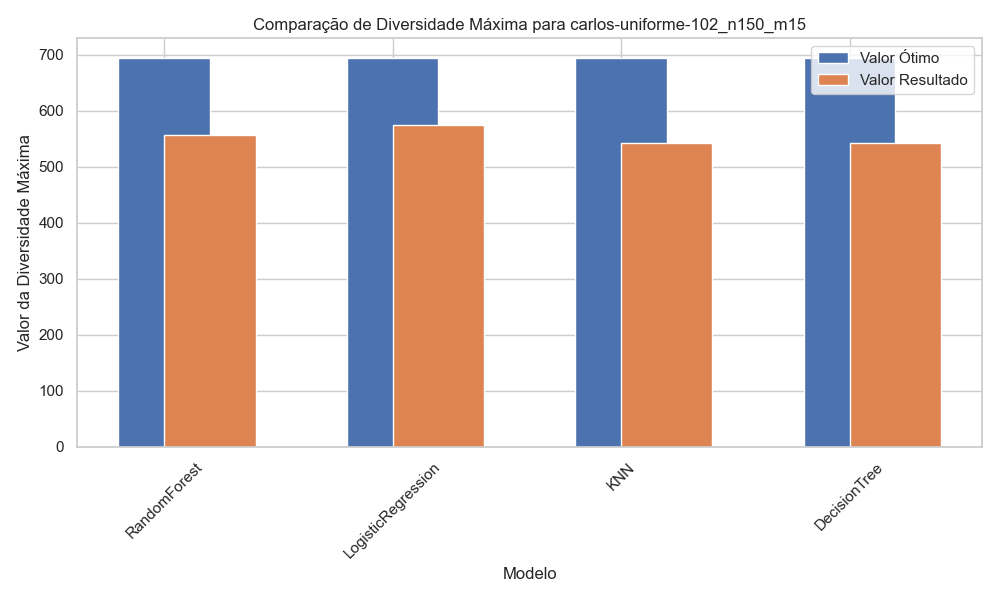 Comparação de Diversidade Máxima para carlos-uniforme-102_n150_m15
Valor Ótimo
Valor Resultado
Valor da Diversidade Máxima
700
600
500
400
300
200
100
0
RandomForest
LogisticRegression
KNN
DecisionTree
Modelo